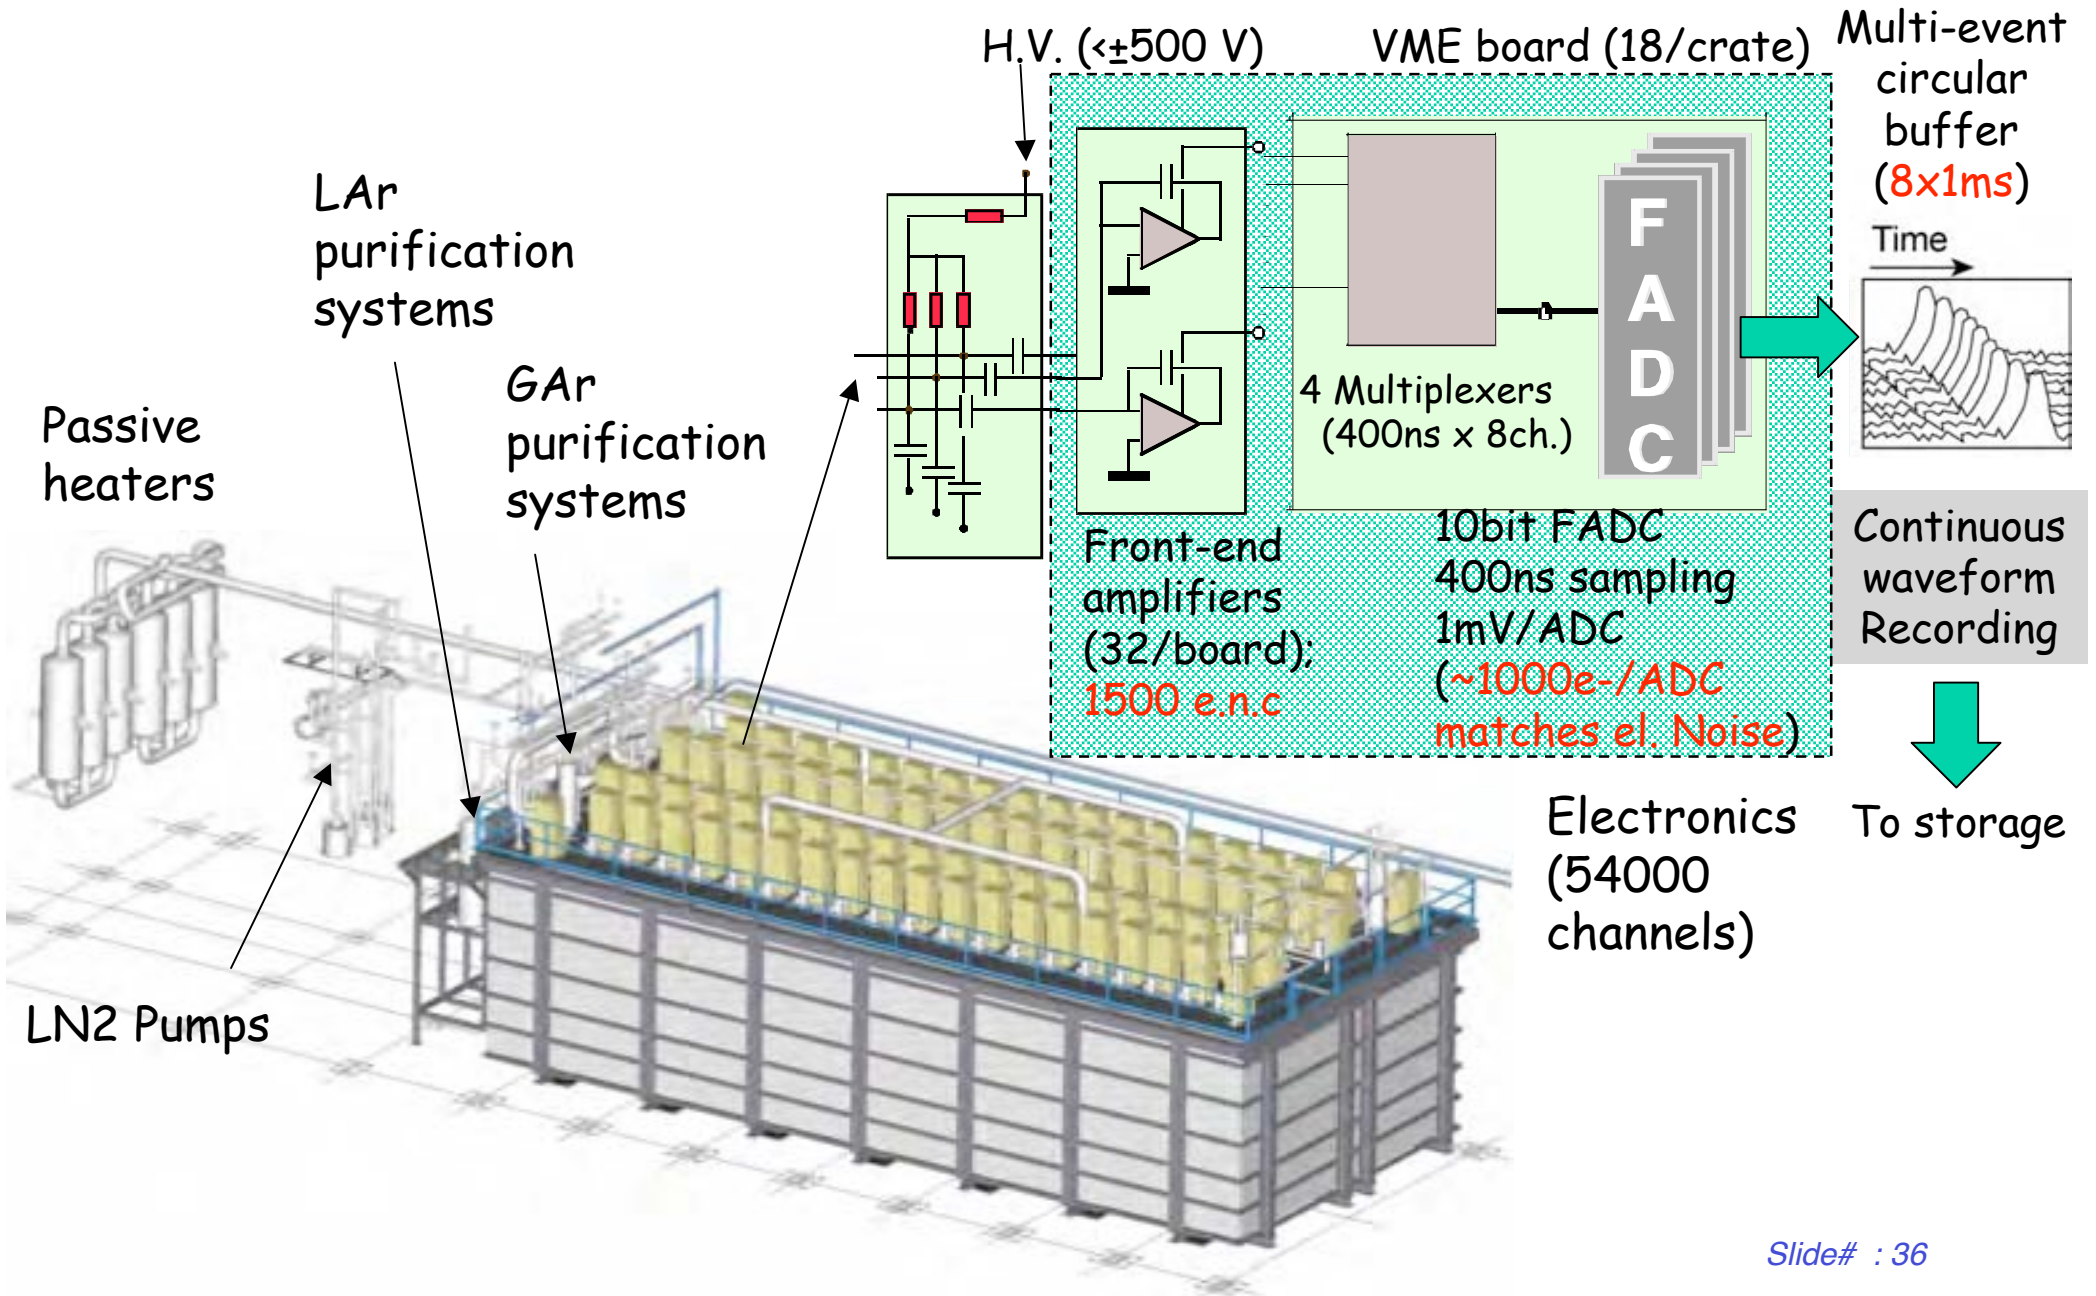 H.V. (<±500 V)
VME board (18/crate)
Multi-event
circular
buffer
(8x1ms)
Time
LAr
purification
systems
GAr
purification
systems
Passive
heaters
F
A
D
C
4 Multiplexers
(400ns x 8ch.)
Front-end
amplifiers
(32/board);
1500 e.n.c
10bit FADC
400ns sampling
1mV/ADC
(~1000e-/ADC
matches el. Noise)
Continuous
waveform
Recording
To storage
Electronics
(54000
channels)
LN2 Pumps
Slide# : 36